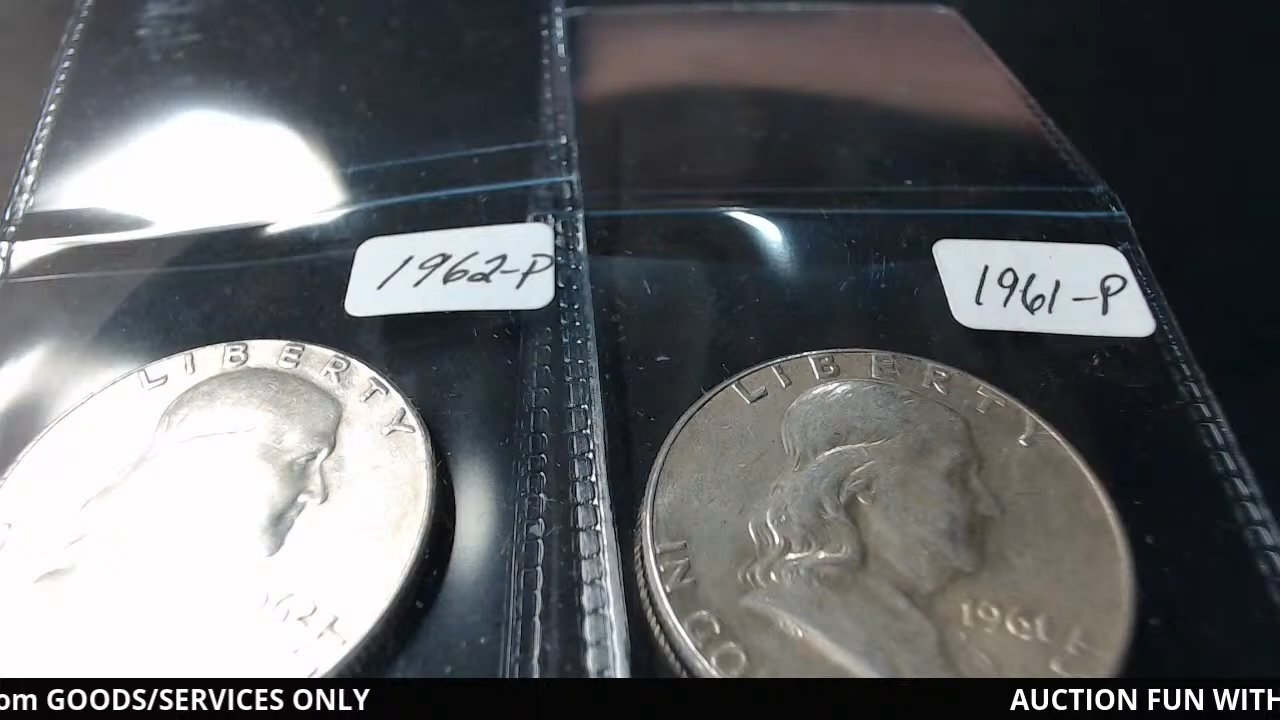 1962-P
1961-P
LIBERTY
LIBERTY
IN GO
1961
om GOODS/SERVICES ONLY
AUCTION FUN WITH